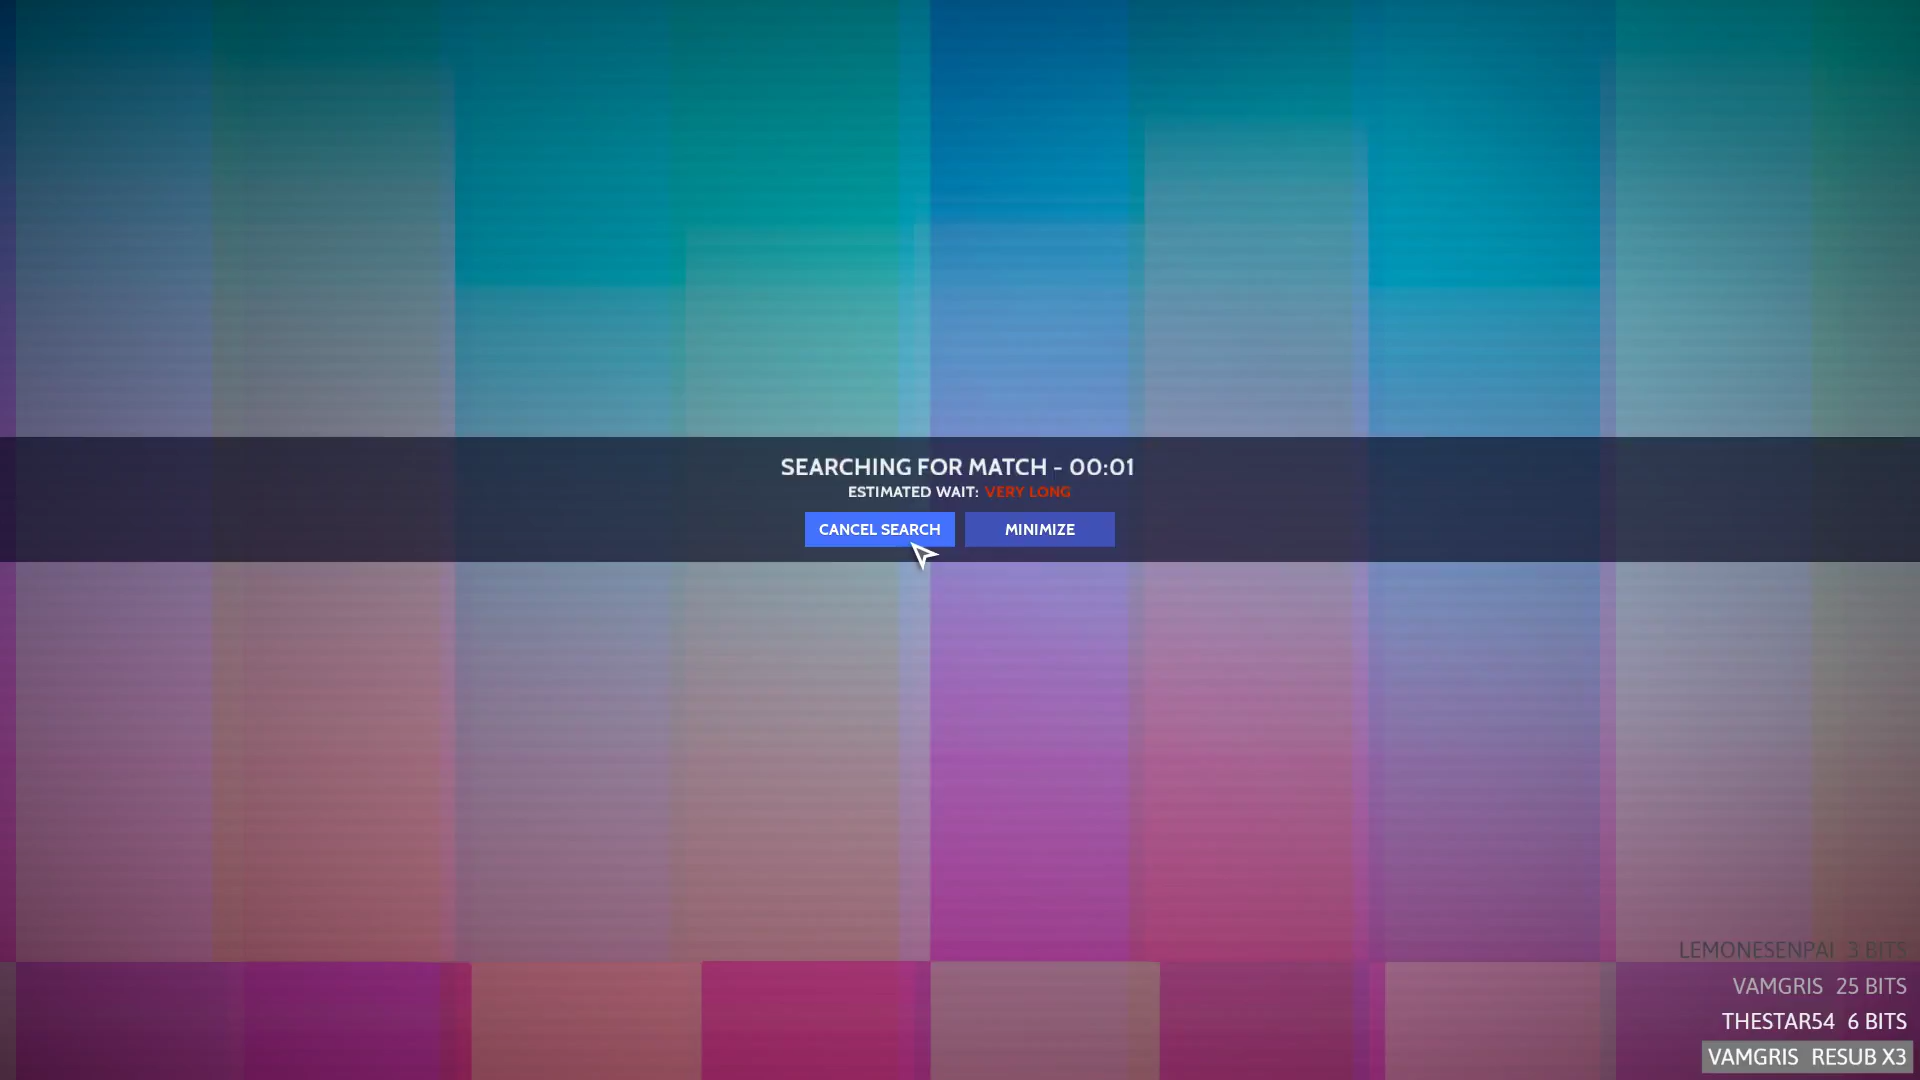 SEARCHING FOR MATCH - 00:01
ESTIMATED WAIT: VERY LONG
CANCEL SEARCH MINIMIZE
LEMONESENPAI 3 BITS
VAMGRIS 25 BITS
THESTAR54 6 BITS
VAMGRIS RESUB X3